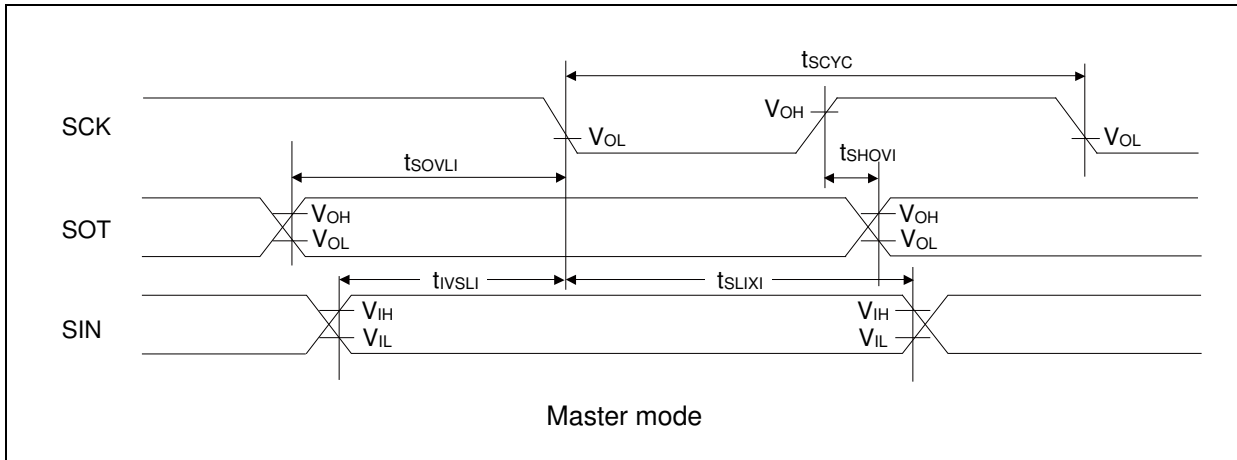 tSCYC
SCK
VOL
VOH
VOL
tSOVLI
tSHOVI
SOT
VOH
VOL
VOH
VOL
tIVSLI
tSLIXI
SIN
VIH
VIL
VIH
VIL
Master mode